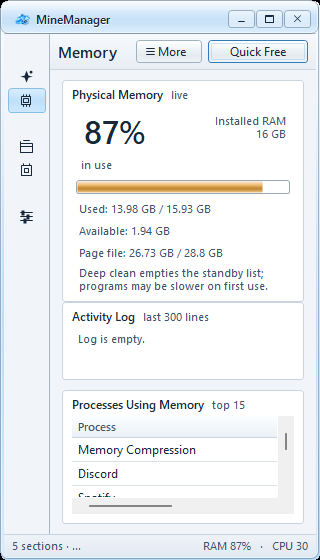 MineManager
Memory
More
Quick Free
Physical Memory live
87%
Installed RAM
16 GB
in use
Used: 13.98 GB / 15.93 GB
Available: 1.94 GB
Page file: 26.73 GB / 28.8 GB
Deep clean empties the standby list;
programs may be slower on first use.
Activity Log last 300 lines
Log is empty.
Processes Using Memory top 15
Process
Memory Compression
Discord
5 sections · ...
RAM 87% · CPU 30